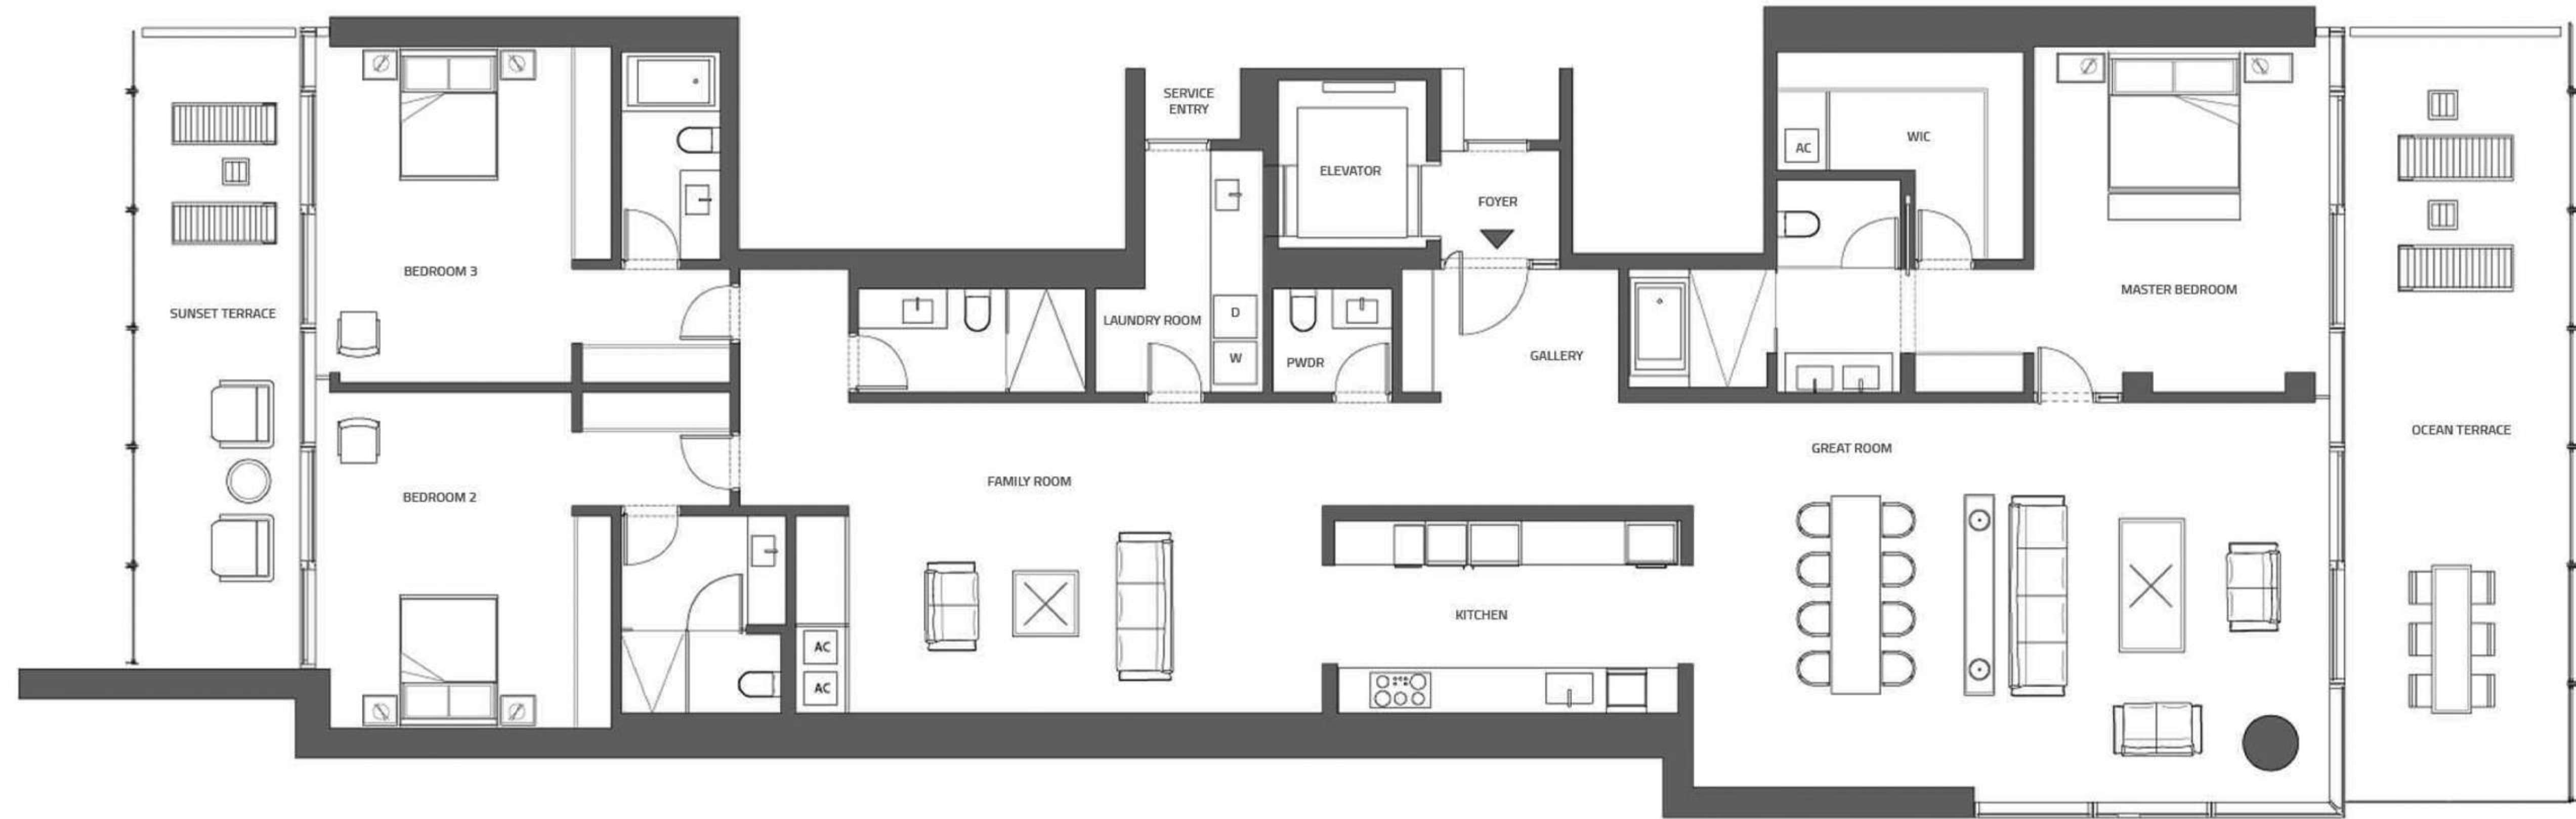 SERVICE
ENTRY
ELEVATOR
FOYER
AC
WIC
BEDROOM 3
SUNSET TERRACE
LAUNDRY ROOM
D
W
PWDR
GALLERY
MASTER BEDROOM
OCEAN TERRACE
GREAT ROOM
FAMILY ROOM
BEDROOM 2
KITCHEN
AC
AC